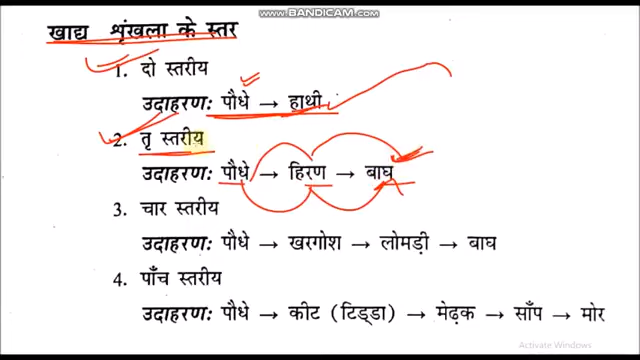 www.BANDICAM.com
खाद्य श्रृंखला के स्तर
1. दो स्तरीय
उदाहरण: पौधे → हाथी
2. तृ स्तरीय
उदाहरण: पौधे → हिरण → बाघ
3. चार स्तरीय
उदाहरण: पौधे → खरगोश → लोमड़ी → बाघ
4. पाँच स्तरीय
उदाहरण: पौधे → कीट (टिड्डा) → मेढ़क → साँप → मोर
Activate Windows